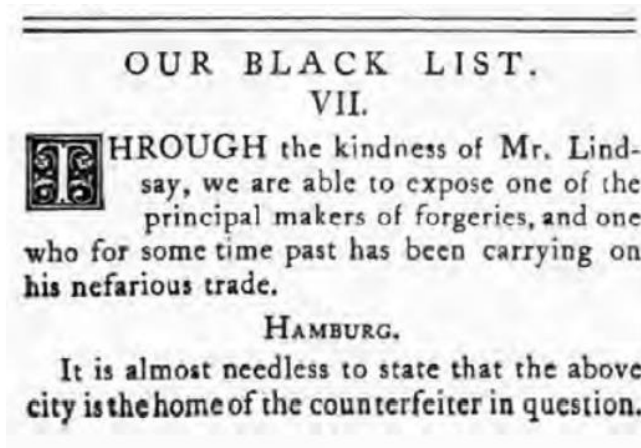 OUR BLACK LIST.
VII.
THROUGH the kindness of Mr. Lind-
say, we are able to expose one of the
principal makers of forgeries, and one
who for some time past has been carrying on
his nefarious trade.
HAMBURG.
It is almost needless to state that the above
city is the home of the counterfeiter in question.